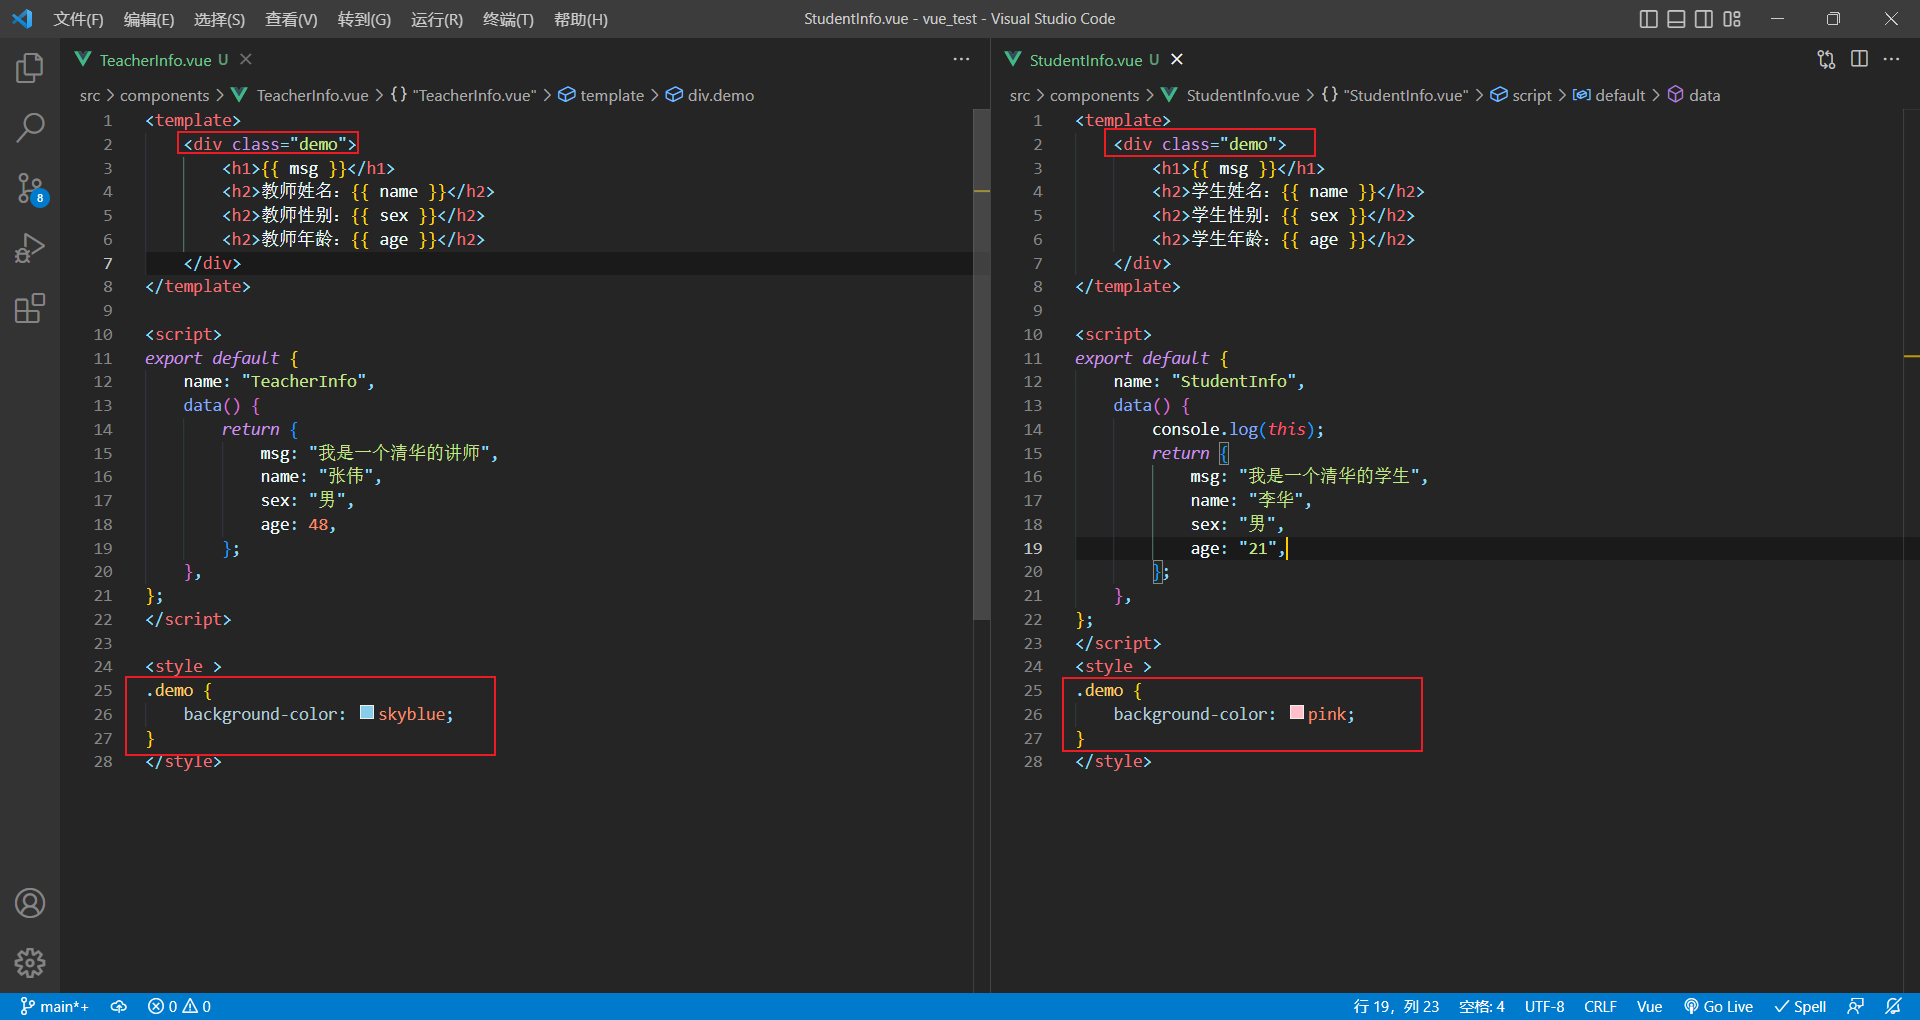 文件(F) 编辑(E) 选择(S) 查看(V) 转到(G) 运行(R) 终端(T) 帮助(H) StudentInfo.vue - vue_test - Visual Studio Code
TeacherInfo.vue U
src components TeacherInfo.vue {} "TeacherInfo.vue" template div.demo
1 <template>
2 <div class="demo">
3 <h1>{{ msg }}</h1>
4 <h2>教师姓名：{{ name }}</h2>
5 <h2>教师性别：{{ sex }}</h2>
6 <h2>教师年龄：{{ age }}</h2>
7 </div>
8 </template>
9
10 <script>
11 export default {
12 name: "TeacherInfo",
13 data() {
14 return {
15 msg: "我是一个清华的讲师",
16 name: "张伟",
17 sex: "男",
18 age: 48,
19 };
20 },
21 };
22 </script>
23
24 <style >
25 .demo {
26 background-color: skyblue;
27 }
28 </style>
StudentInfo.vue U
src components StudentInfo.vue {} "StudentInfo.vue" script default data
1 <template>
2 <div class="demo">
3 <h1>{{ msg }}</h1>
4 <h2>学生姓名：{{ name }}</h2>
5 <h2>学生性别：{{ sex }}</h2>
6 <h2>学生年龄：{{ age }}</h2>
7 </div>
8 </template>
9
10 <script>
11 export default {
12 name: "StudentInfo",
13 data() {
14 console.log(this);
15 return {
16 msg: "我是一个清华的学生",
17 name: "李华",
18 sex: "男",
19 age: "21",
20 };
21 },
22 };
23 </script>
24 <style >
25 .demo {
26 background-color: pink;
27 }
28 </style>
8
main*+ 0 0 行 19，列 23 空格: 4 UTF-8 CRLF Vue Go Live Spell